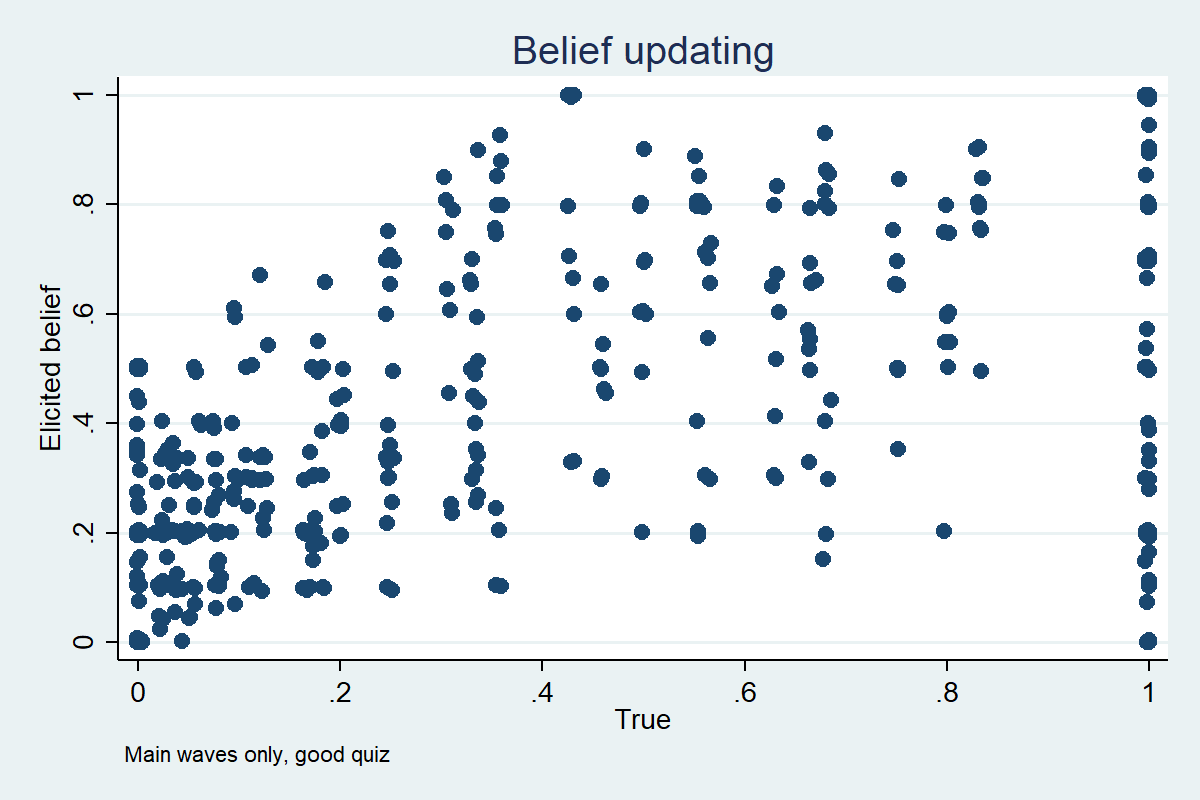 Belief updating
Elicited belief
1
.8
.6
.4
.2
0
0 .2 .4 .6 .8 1
True
Main waves only, good quiz